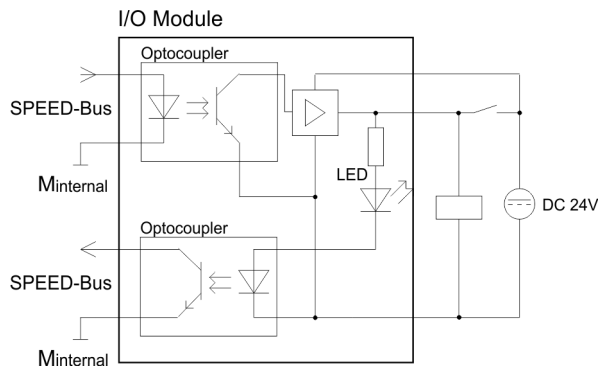 I/O Module
Optocoupler
SPEED-Bus
Minternal
LED
DC 24V
Optocoupler
SPEED-Bus
Minternal